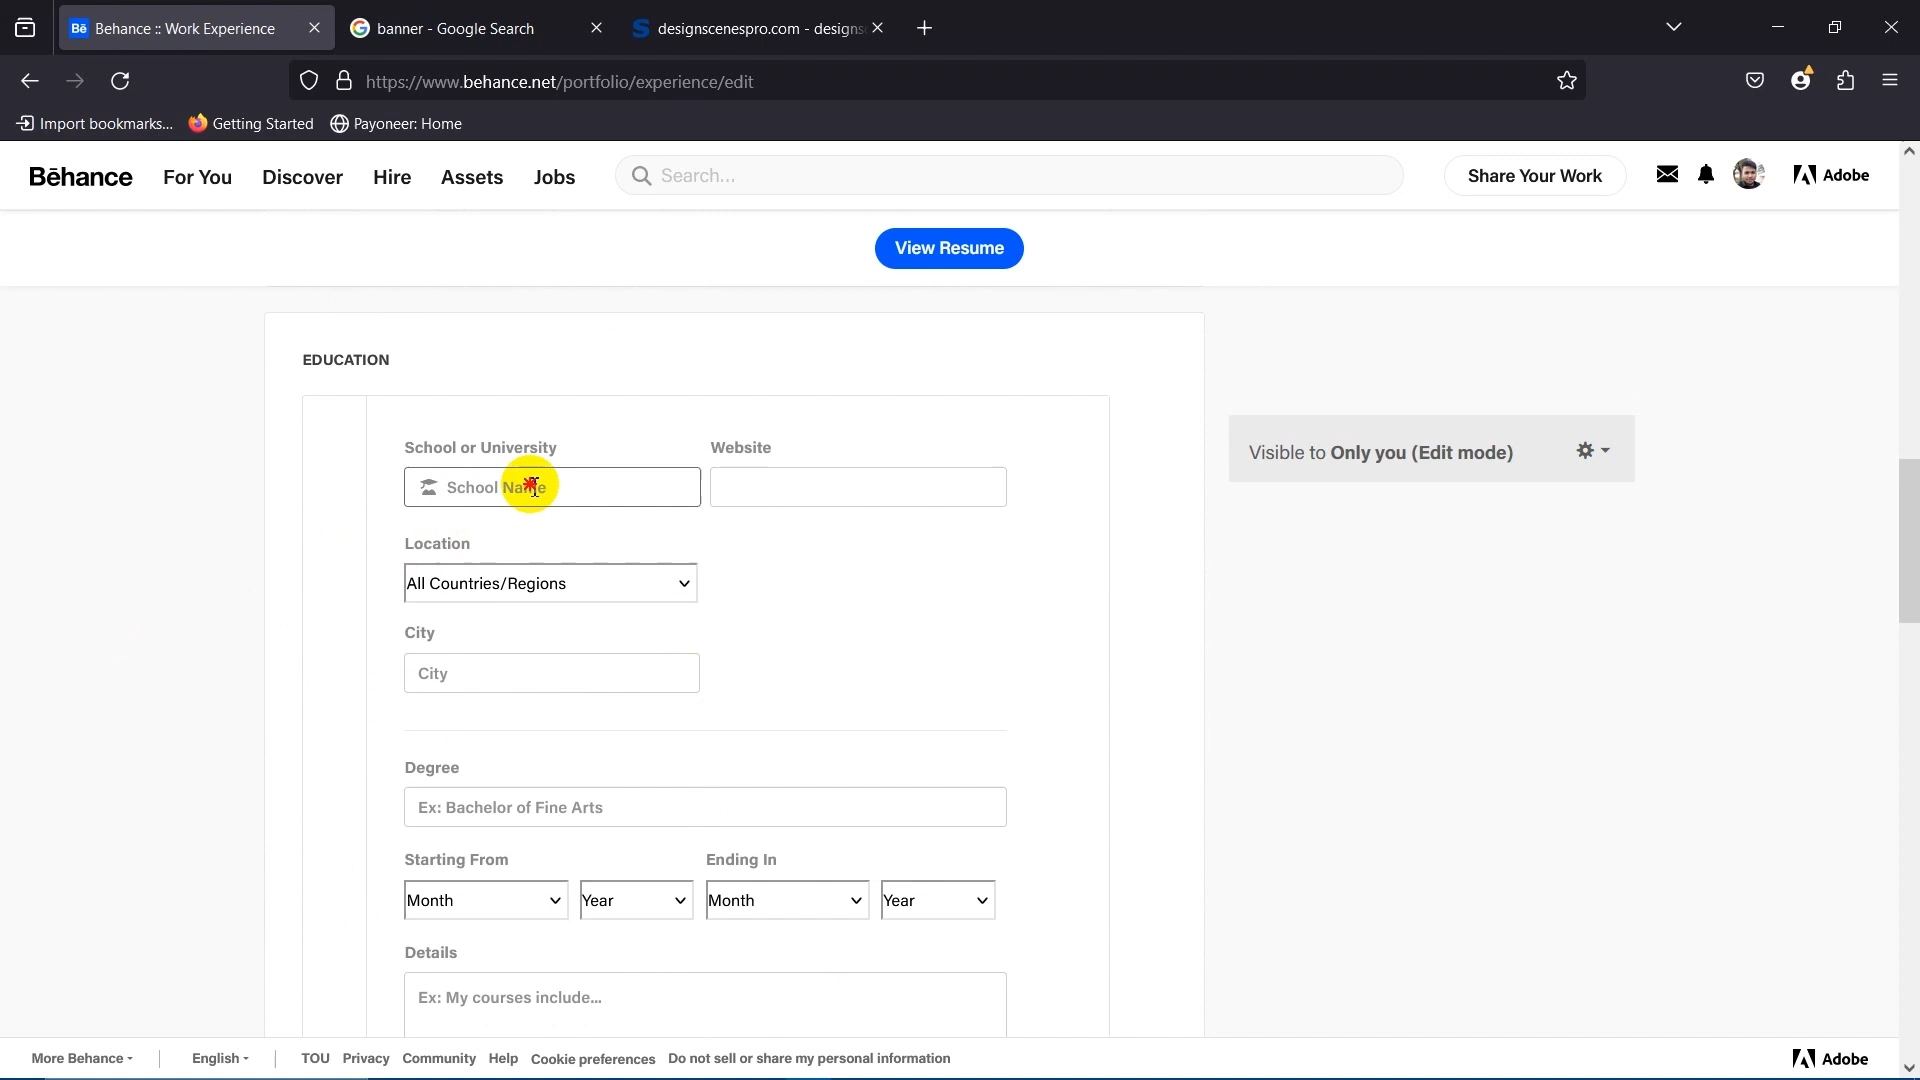 Bē Behance :: Work Experience
banner - Google Search
designscenespro.com - designs
https://www.behance.net/portfolio/experience/edit
Import bookmarks... Getting Started Payoneer: Home
Bēhance For You Discover Hire Assets Jobs Search... Share Your Work Adobe
View Resume
EDUCATION
School or University Website
School Name
Visible to Only you (Edit mode)
Location
All Countries/Regions
City
City
Degree
Ex: Bachelor of Fine Arts
Starting From Ending In
Month Year Month Year
Details
Ex: My courses include...
More Behance English TOU Privacy Community Help Cookie preferences Do not sell or share my personal information Adobe